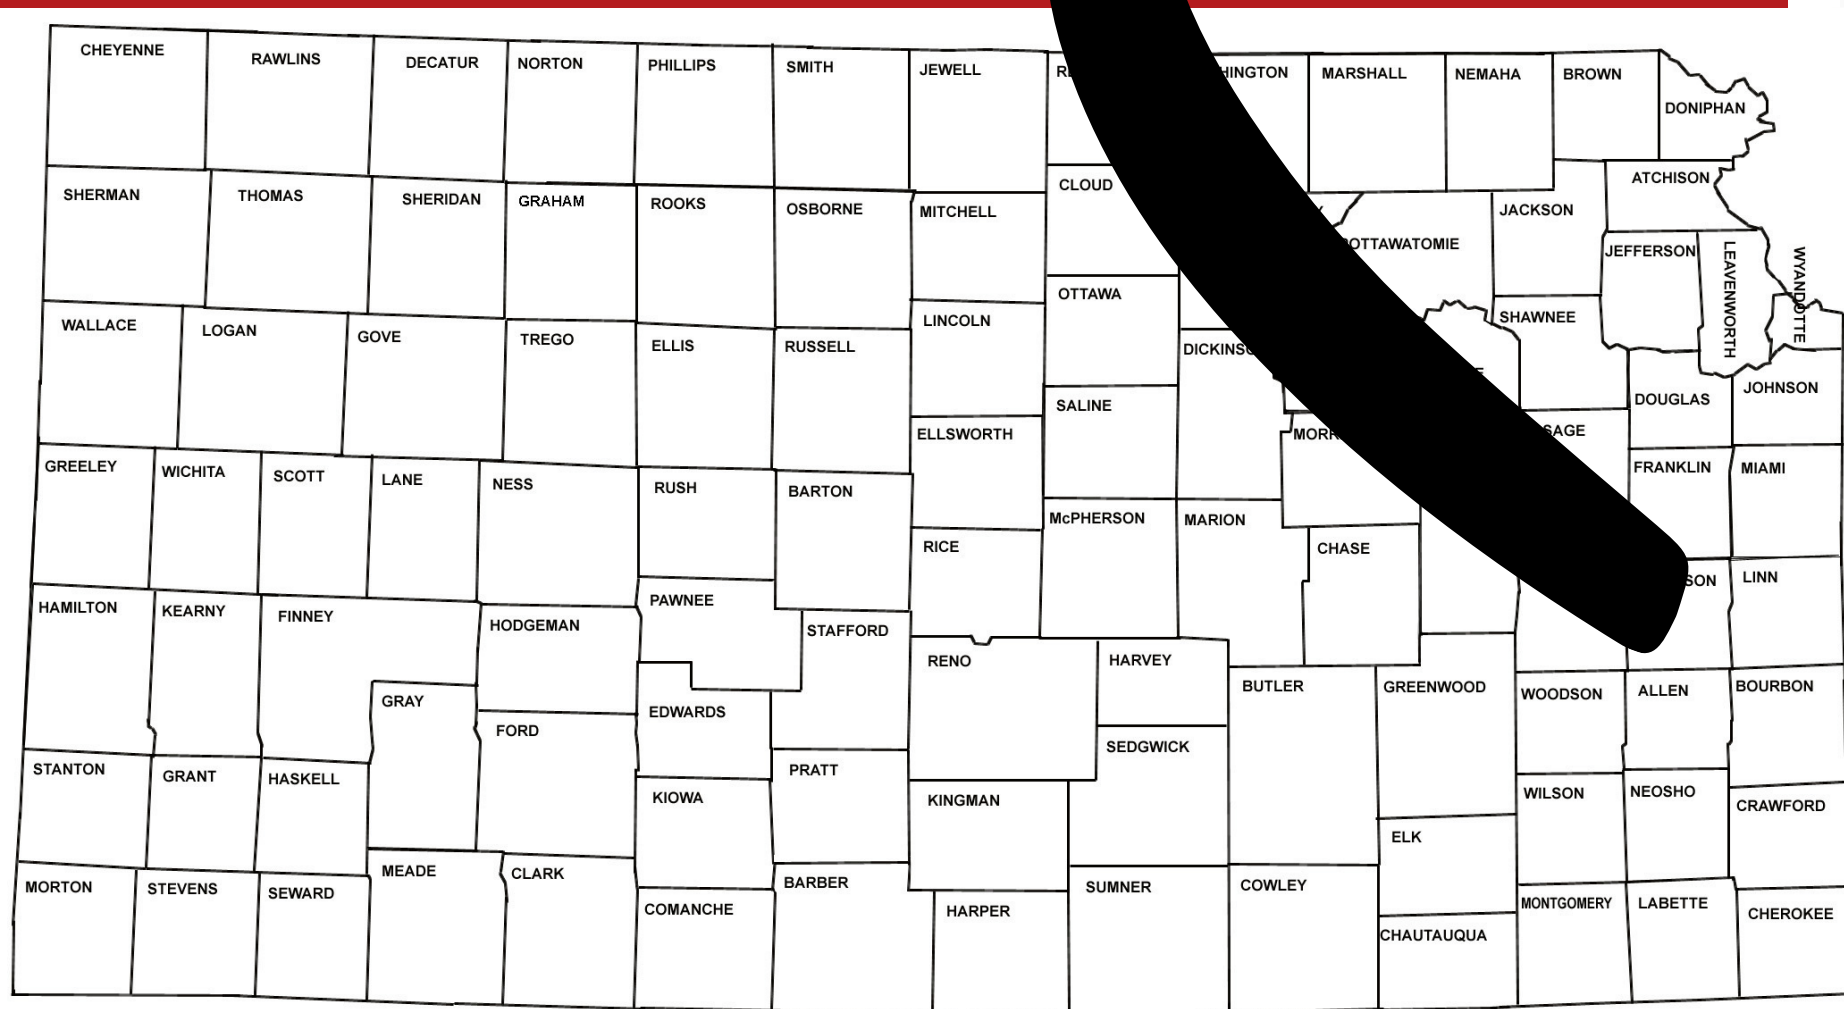 CHEYENNE
RAWLINS
DECATUR
NORTON
PHILLIPS
SMITH
JEWELL
MARSHALL
NEMAHA
BROWN
DONIPHAN
SHERMAN
THOMAS
SHERIDAN
GRAHAM
ROOKS
OSBORNE
MITCHELL
CLOUD
JACKSON
ATCHISON
WALLACE
LOGAN
GOVE
TREGO
ELLIS
RUSSELL
LINCOLN
OTTAWA
SHAWNEE
JEFFERSON
LEAVENWORTH
WYANDOTTE
SALINE
DOUGLAS
JOHNSON
GREELEY
WICHITA
SCOTT
LANE
NESS
RUSH
BARTON
ELLSWORTH
FRANKLIN
MIAMI
McPHERSON
MARION
RICE
CHASE
LINN
HAMILTON
KEARNY
FINNEY
HODGEMAN
PAWNEE
STAFFORD
RENO
HARVEY
BUTLER
GREENWOOD
WOODSON
ALLEN
BOURBON
GRAY
FORD
EDWARDS
SEDGWICK
STANTON
GRANT
HASKELL
KIOWA
PRATT
KINGMAN
ELK
WILSON
NEOSHO
CRAWFORD
MORTON
STEVENS
SEWARD
MEADE
CLARK
COMANCHE
BARBER
HARPER
SUMNER
COWLEY
CHAUTAUQUA
MONTGOMERY
LABETTE
CHEROKEE